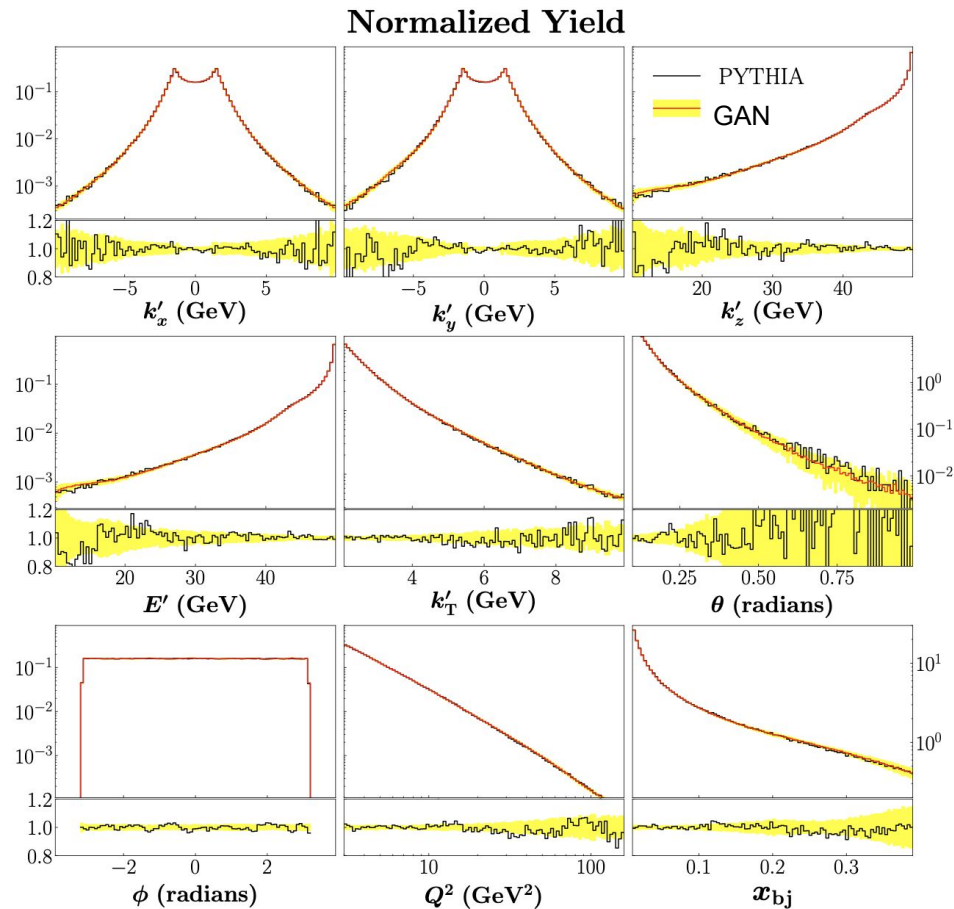 Normalized Yield
10⁻¹
10⁻²
10⁻³
PYTHIA
GAN
1.2
1.0
0.8
−5 0 5
−5 0 5
20 30 40
k′ₓ (GeV)
k′_y (GeV)
k′_z (GeV)
10⁻¹
10⁻²
10⁻³
10⁰
10⁻¹
10⁻²
1.2
1.0
0.8
20 30 40
4 6 8
0.25 0.50 0.75
E′ (GeV)
k′_T (GeV)
θ (radians)
10⁻¹
10⁻²
10⁻³
10¹
10⁰
1.2
1.0
0.8
−2 0 2
10 100
0.1 0.2 0.3
ϕ (radians)
Q² (GeV²)
x_bj